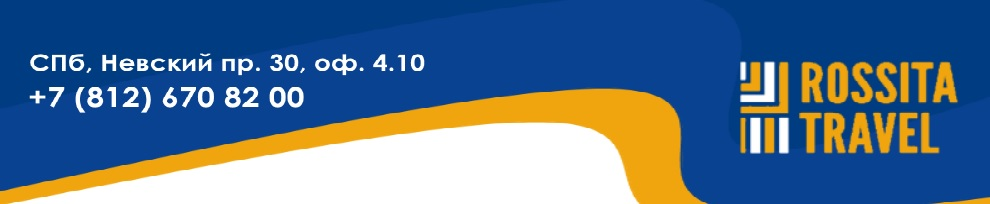 СПб, Невский пр. 30, оф. 4.10
+7 (812) 670 82 00
ROSSITA
TRAVEL